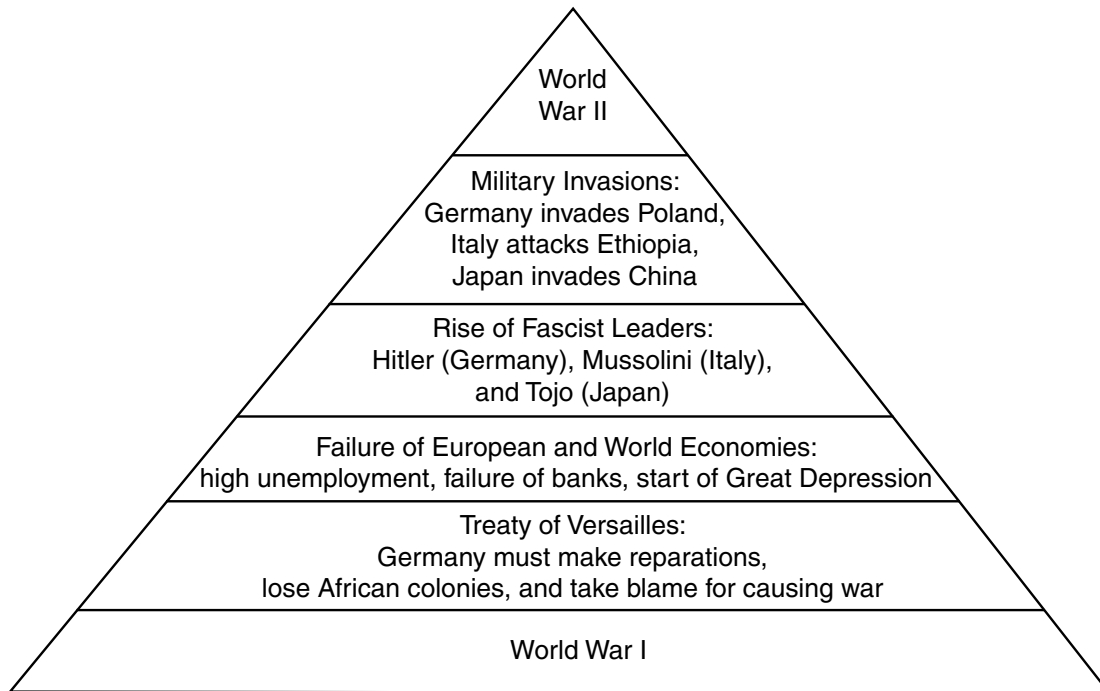 World
War II
Military Invasions:
Germany invades Poland,
Italy attacks Ethiopia,
Japan invades China
Rise of Fascist Leaders:
Hitler (Germany), Mussolini (Italy),
and Tojo (Japan)
Failure of European and World Economies:
high unemployment, failure of banks, start of Great Depression
Treaty of Versailles:
Germany must make reparations,
lose African colonies, and take blame for causing war
World War I